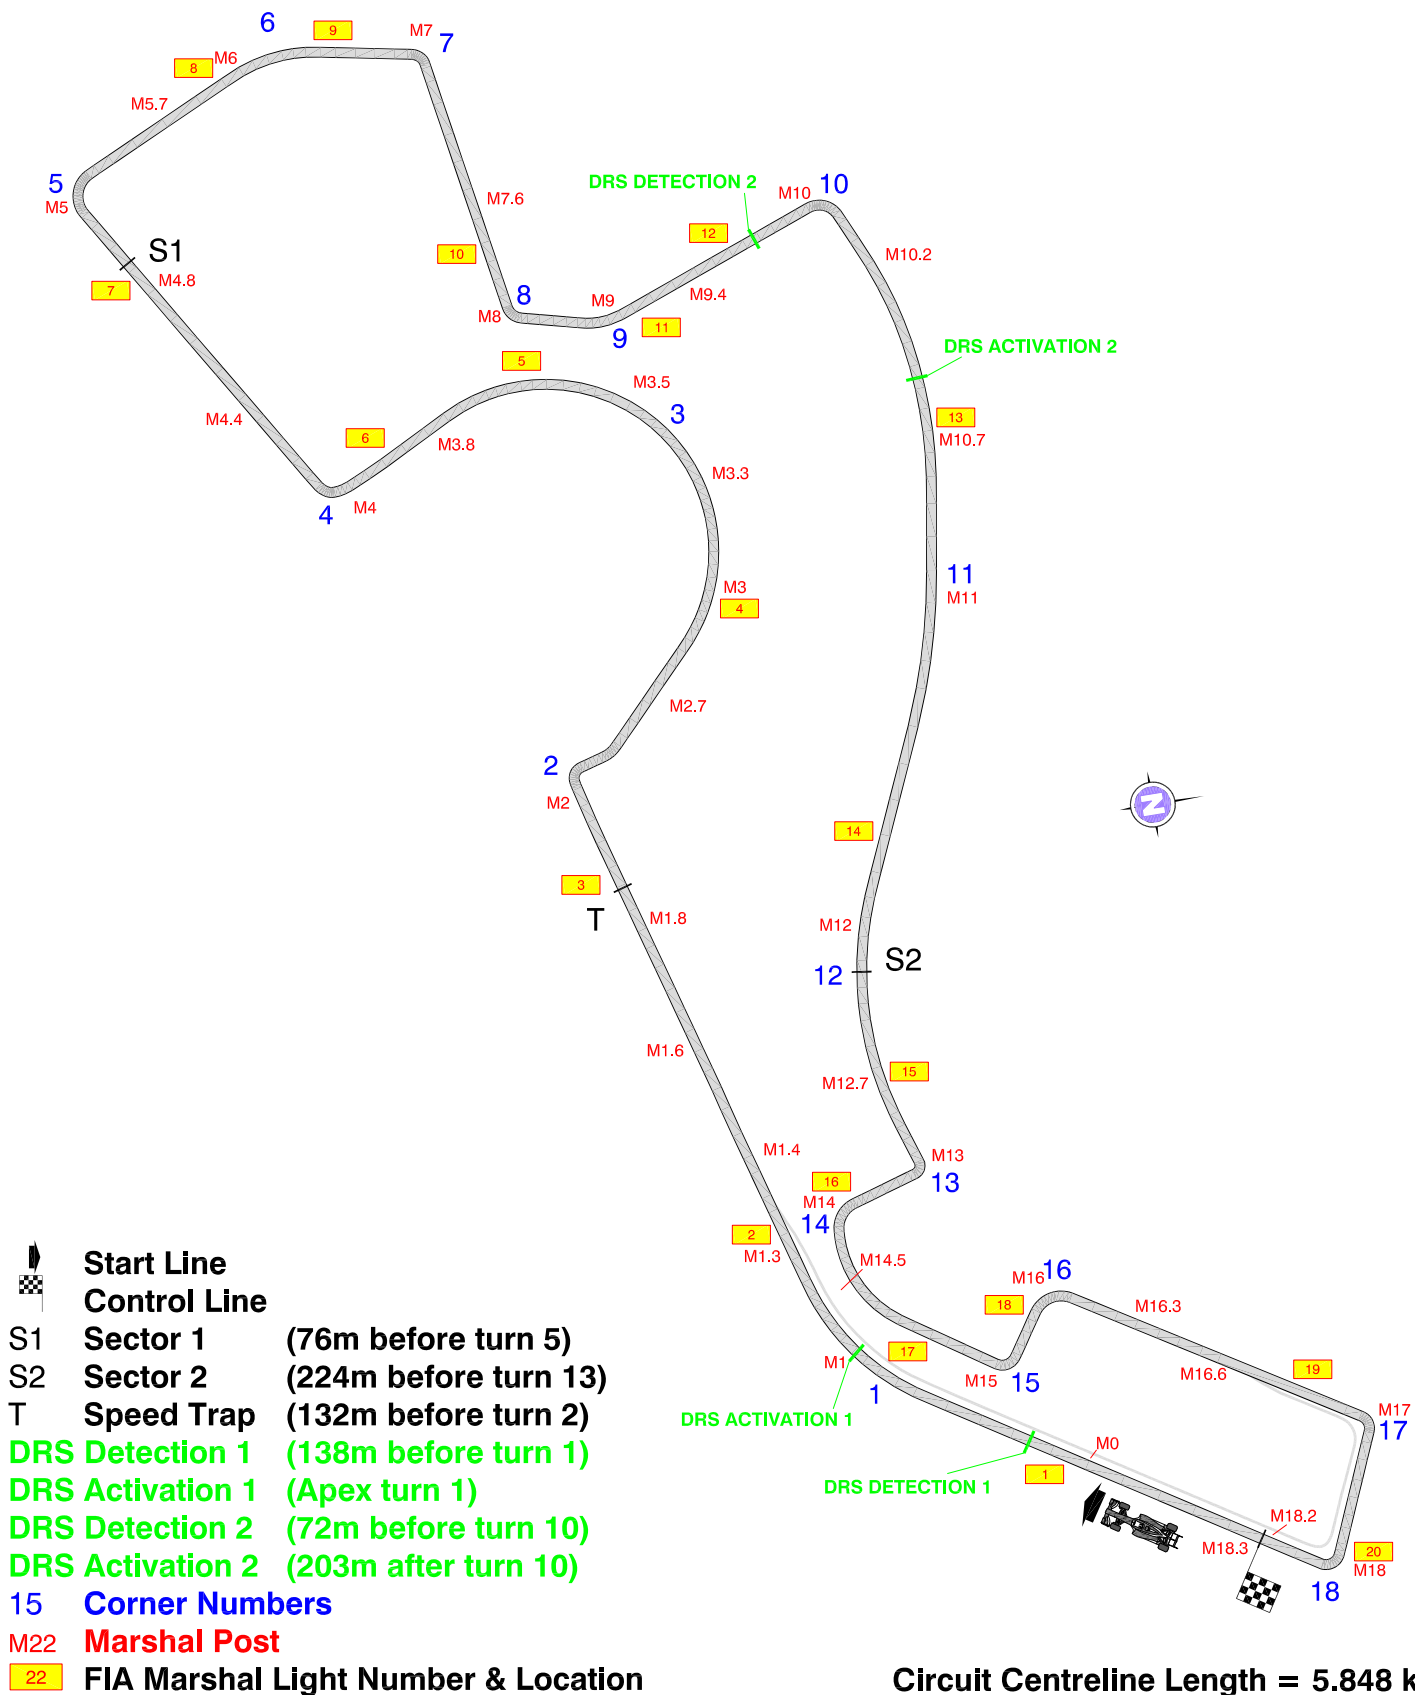 6
9
M7
7
8
M6
M5.7
5
M5
S1
M4.8
7
M7.6
10
DRS DETECTION 2
M10
10
12
M10.2
8
M8
M9
M9.4
9
11
DRS ACTIVATION 2
5
M3.5
3
13
M10.7
M4.4
6
M3.8
M3.3
4
M4
11
M11
M3
4
M2.7
2
M2
N
14
3
T
M1.8
M12
12
S2
M1.6
M12.7
15
M1.4
M13
13
16
M14
14
2
M1.3
M14.5
M16
16
18
M16.3
17
M1
1
M15
15
M16.6
19
M17
17
DRS ACTIVATION 1
DRS DETECTION 1
M0
1
M18.2
M18.3
20
M18
18
Start Line
Control Line
S1 Sector 1 (76m before turn 5)
S2 Sector 2 (224m before turn 13)
T Speed Trap (132m before turn 2)
DRS Detection 1 (138m before turn 1)
DRS Activation 1 (Apex turn 1)
DRS Detection 2 (72m before turn 10)
DRS Activation 2 (203m after turn 10)
15 Corner Numbers
M22 Marshal Post
22 FIA Marshal Light Number & Location
Circuit Centreline Length = 5.848 k